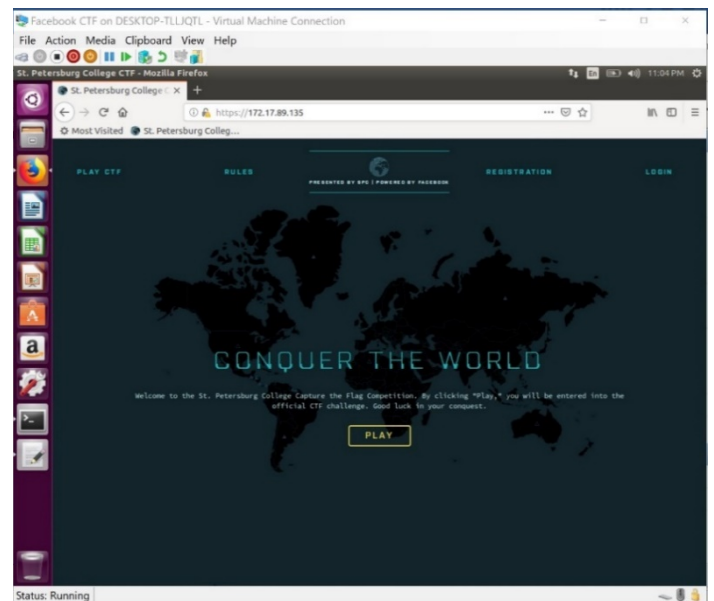 Facebook CTF on DESKTOP-TLLJQTL - Virtual Machine Connection
File Action Media Clipboard View Help
St. Petersburg College CTF - Mozilla Firefox
En 11:04 PM
St. Petersburg College C
https://172.17.89.135
Most Visited St. Petersburg Colleg...
PLAY CTF RULES REGISTRATION LOGIN
PRESENTED BY SPC | POWERED BY FACEBOOK
CONQUER THE WORLD
Welcome to the St. Petersburg College Capture the Flag Competition. By clicking "Play," you will be entered into the
official CTF challenge. Good luck in your conquest.
PLAY
a
Status: Running